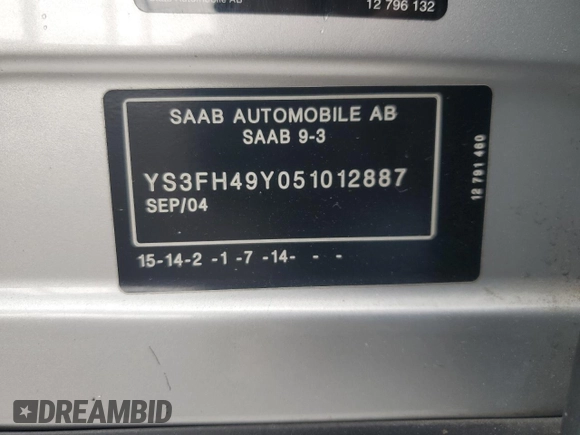 12 796 132
SAAB AUTOMOBILE AB
SAAB 9-3
YS3FH49Y051012887
SEP/04
15-14-2 -1 -7 -14- - -
12 791 460
DREAMBID